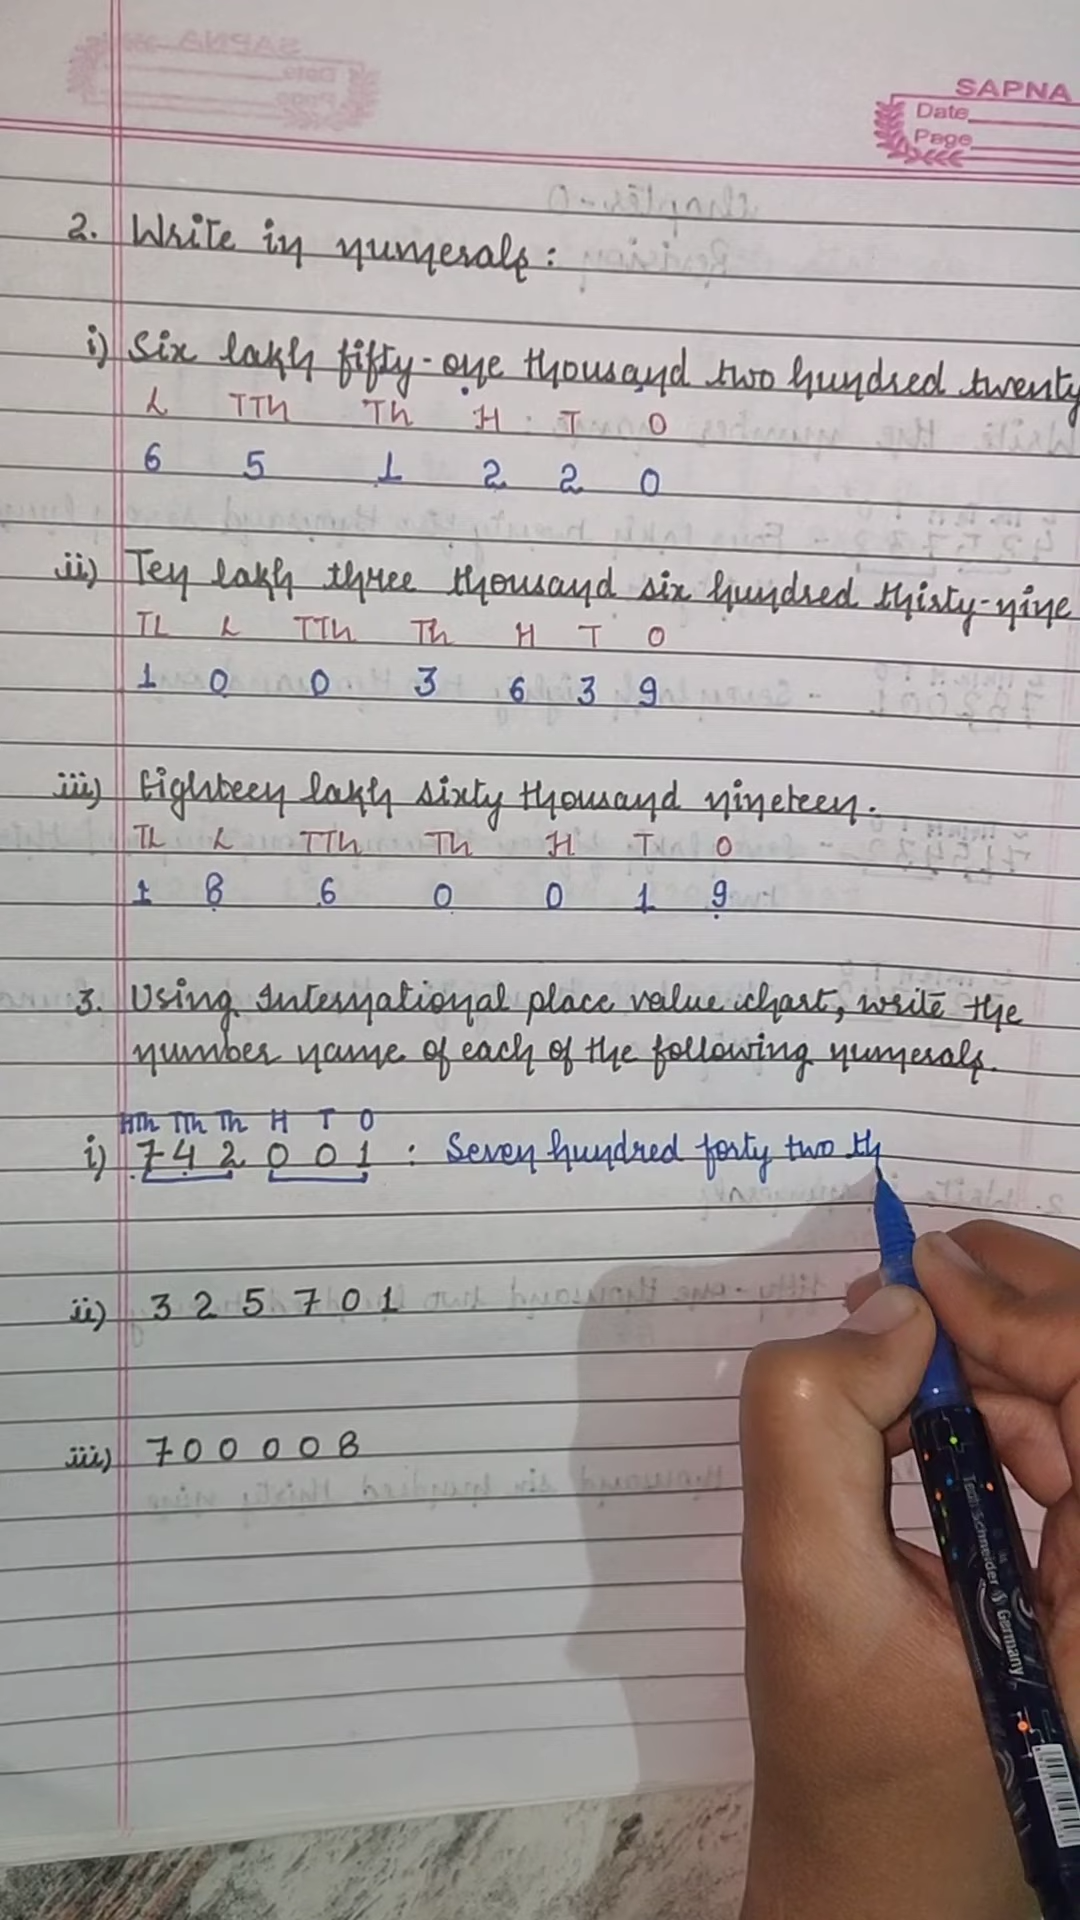 SAPNA
Date
Page
2. Write in numerals:
i) Six lakh fifty-one thousand two hundred twenty
L TTh Th H T O
6 5 1 2 2 0
ii) Ten lakh three thousand six hundred thirty-nine
TL L TTh Th H T O
1 0 0 3 6 3 9
iii) Eighteen lakh sixty thousand nineteen.
TL L TTh Th H T O
1 8 6 0 0 1 9
3. Using International place value chart, write the
number name of each of the following numerals.
HTh TTh Th H T O
i) 742 001 : Seven hundred forty two th
ii) 3 2 5 7 0 1
iii) 7 0 0 0 0 8
Tech Schneider Germany